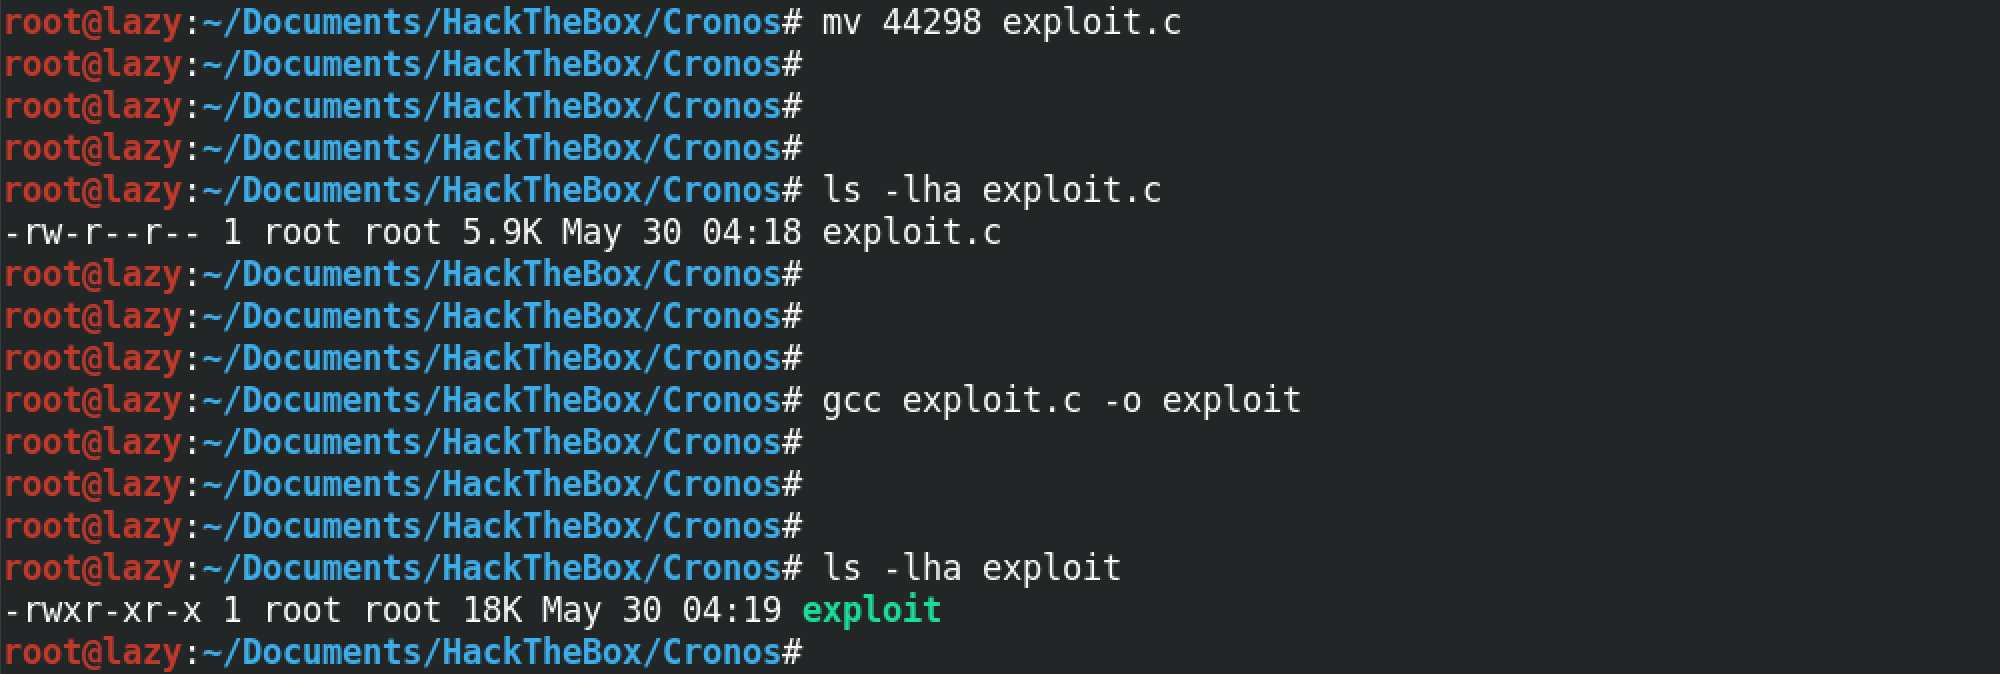 root@lazy:~/Documents/HackTheBox/Cronos# mv 44298 exploit.c
root@lazy:~/Documents/HackTheBox/Cronos#
root@lazy:~/Documents/HackTheBox/Cronos#
root@lazy:~/Documents/HackTheBox/Cronos#
root@lazy:~/Documents/HackTheBox/Cronos# ls -lha exploit.c
-rw-r--r-- 1 root root 5.9K May 30 04:18 exploit.c
root@lazy:~/Documents/HackTheBox/Cronos#
root@lazy:~/Documents/HackTheBox/Cronos#
root@lazy:~/Documents/HackTheBox/Cronos#
root@lazy:~/Documents/HackTheBox/Cronos# gcc exploit.c -o exploit
root@lazy:~/Documents/HackTheBox/Cronos#
root@lazy:~/Documents/HackTheBox/Cronos#
root@lazy:~/Documents/HackTheBox/Cronos#
root@lazy:~/Documents/HackTheBox/Cronos# ls -lha exploit
-rwxr-xr-x 1 root root 18K May 30 04:19 exploit
root@lazy:~/Documents/HackTheBox/Cronos#